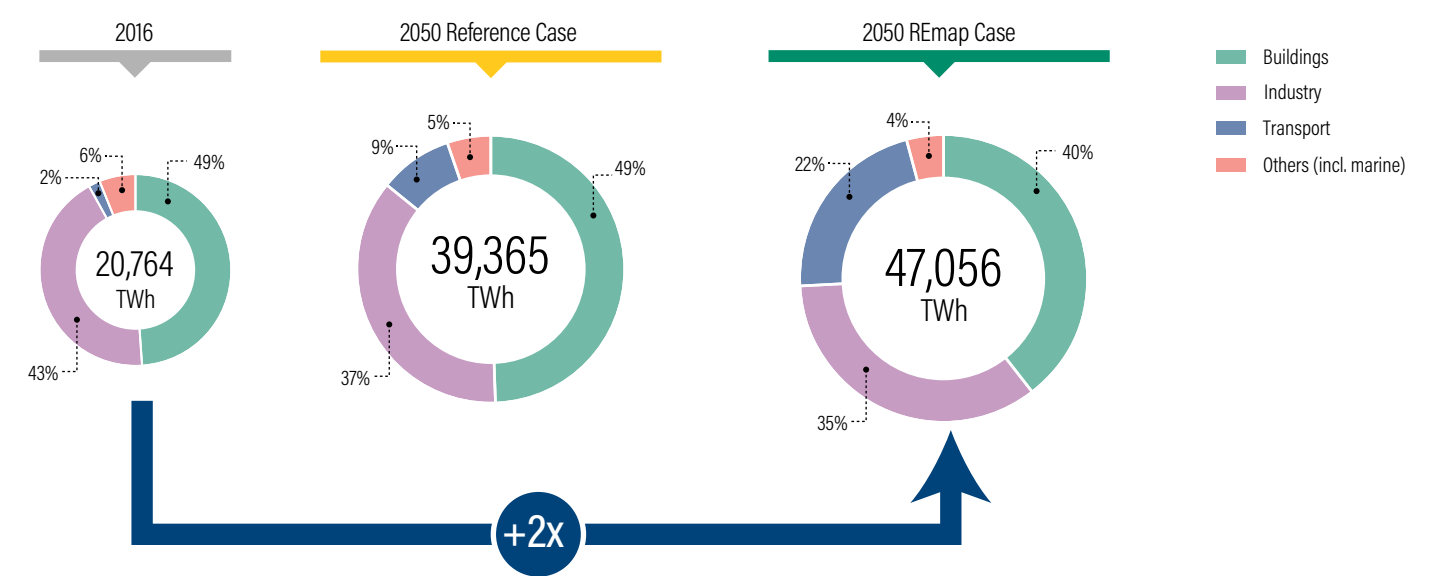 2016
2050 Reference Case
2050 REmap Case
Buildings
Industry
Transport
Others (incl. marine)
6%
49%
2%
20,764
TWh
43%
5%
9%
49%
39,365
TWh
37%
4%
22%
40%
47,056
TWh
35%
+2x